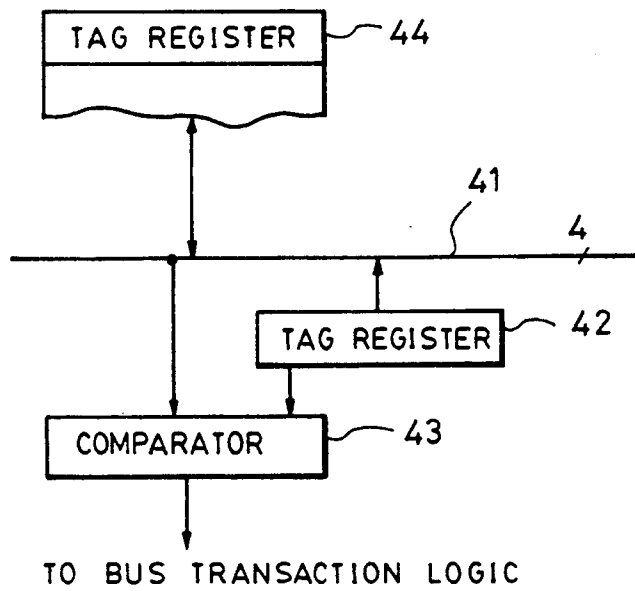 TAG REGISTER
44
41
4
TAG REGISTER
42
COMPARATOR
43
TO BUS TRANSACTION LOGIC